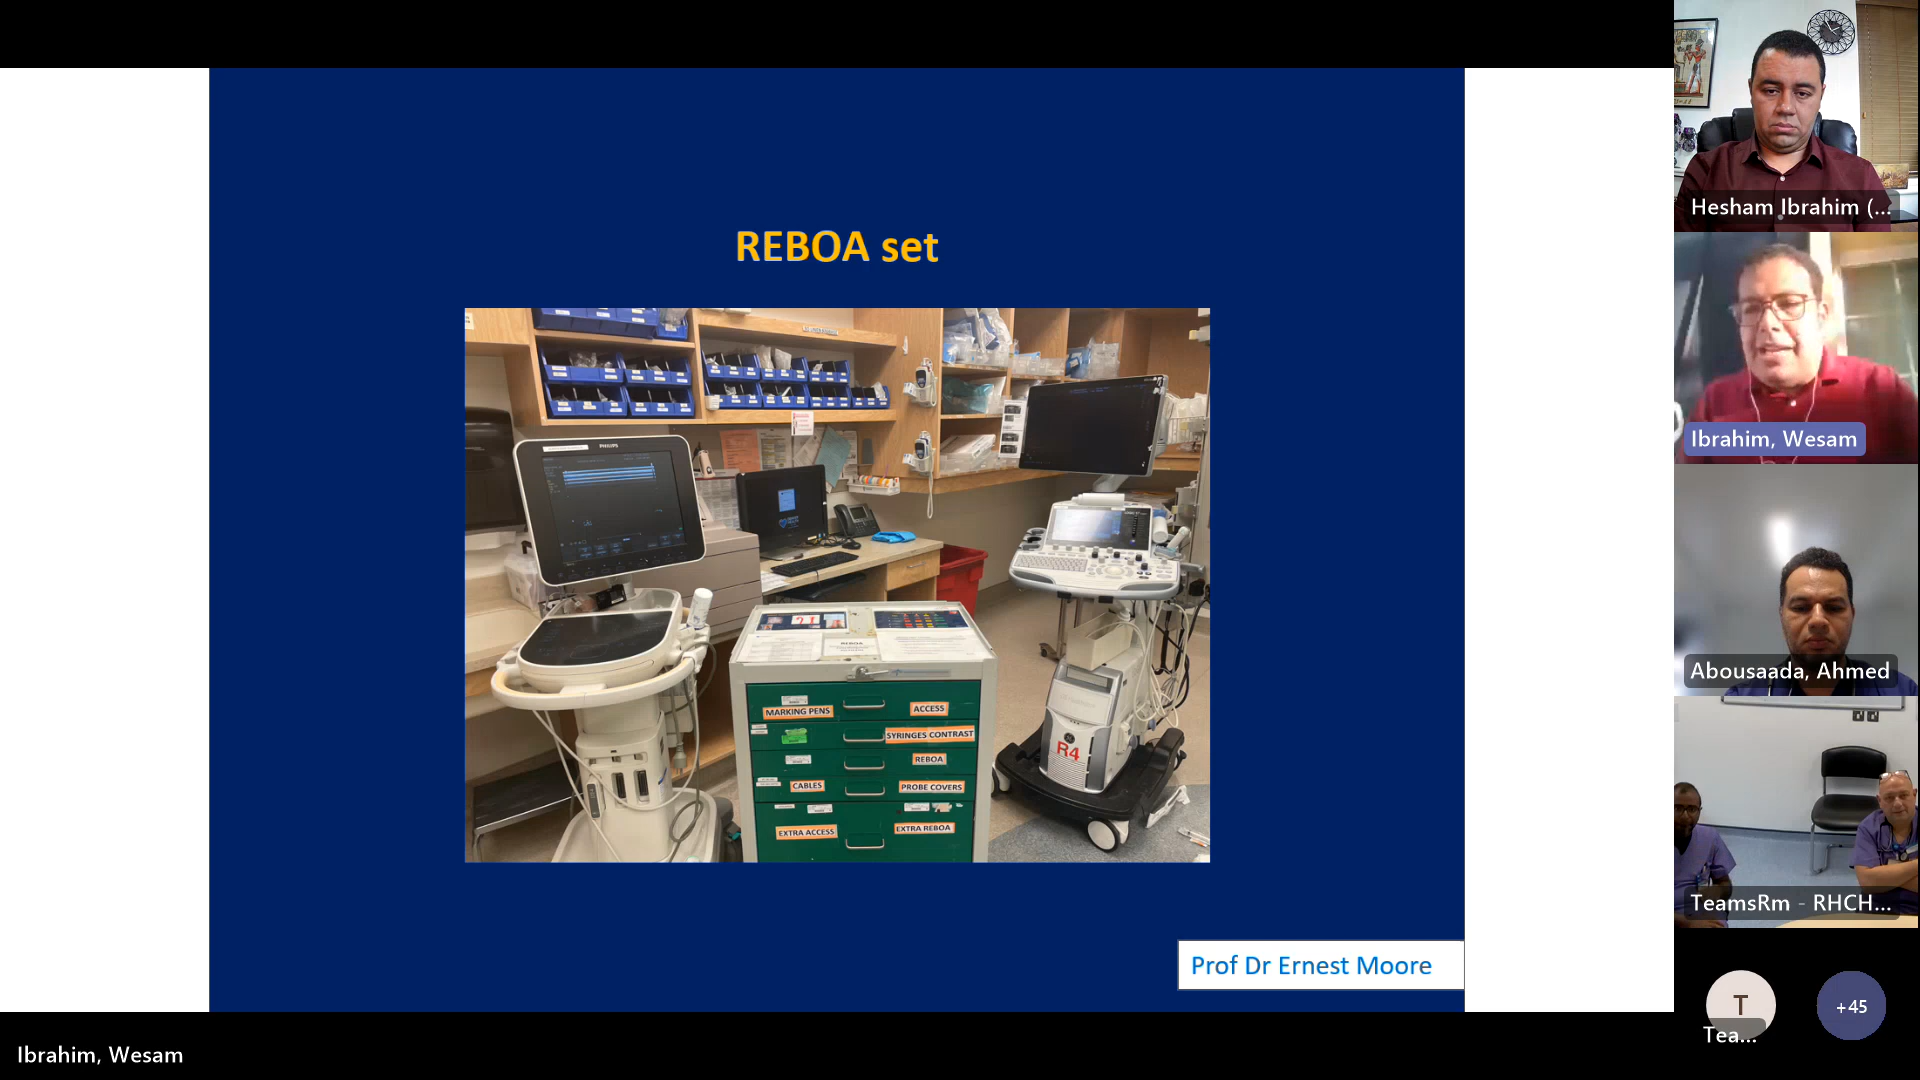 REBOA set
PHILIPS
MARKING PENS
ACCESS
SYRINGES CONTRAST
REBOA
CABLES
PROBE COVERS
EXTRA ACCESS
EXTRA REBOA
R4
Prof Dr Ernest Moore
Hesham Ibrahim (...
Ibrahim, Wesam
Abousaada, Ahmed
TeamsRm - RHCH...
T
Tea...
+45
Ibrahim, Wesam